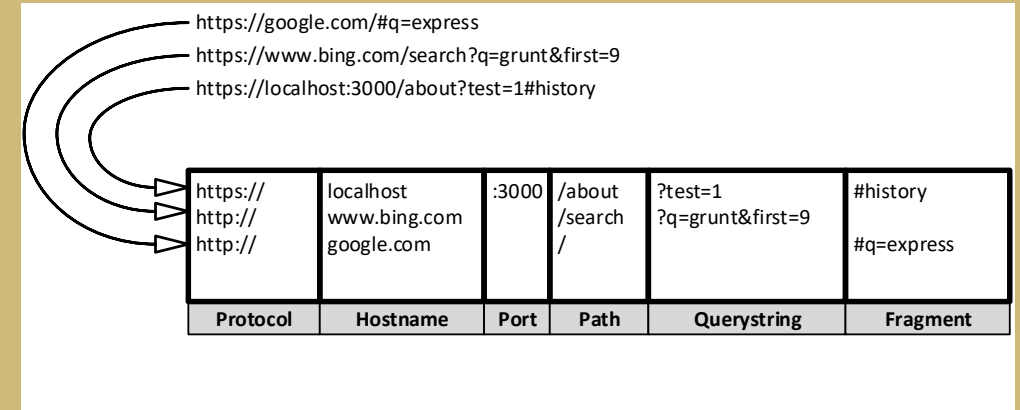 https://google.com/#q=express
https://www.bing.com/search?q=grunt&first=9
https://localhost:3000/about?test=1#history
https:// localhost :3000 /about ?test=1 #history
http:// www.bing.com /search ?q=grunt&first=9
http:// google.com / #q=express
Protocol Hostname Port Path Querystring Fragment